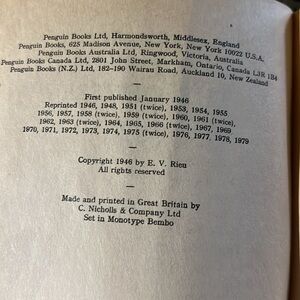 Penguin Books Ltd, Harmondsworth, Middlesex, England
Penguin Books, 625 Madison Avenue, New York, New York 10022 U.S.A.
Penguin Books Australia Ltd, Ringwood, Victoria, Australia
Penguin Books Canada Ltd, 2801 John Street, Markham, Ontario, Canada L3R 1B4
Penguin Books (N.Z.) Ltd, 182–190 Wairau Road, Auckland 10, New Zealand
—
First published January 1946
Reprinted 1946, 1948, 1951 (twice), 1953, 1954, 1955
1956, 1957, 1958 (twice), 1959 (twice), 1960, 1961 (twice)
1962, 1963 (twice), 1964, 1965, 1966 (twice), 1967, 1969
1970, 1971, 1972, 1973, 1974, 1975 (twice), 1976, 1977, 1978, 1979
—
Copyright 1946 by E. V. Rieu
All rights reserved
—
Made and printed in Great Britain by
C. Nicholls & Company Ltd
Set in Monotype Bembo